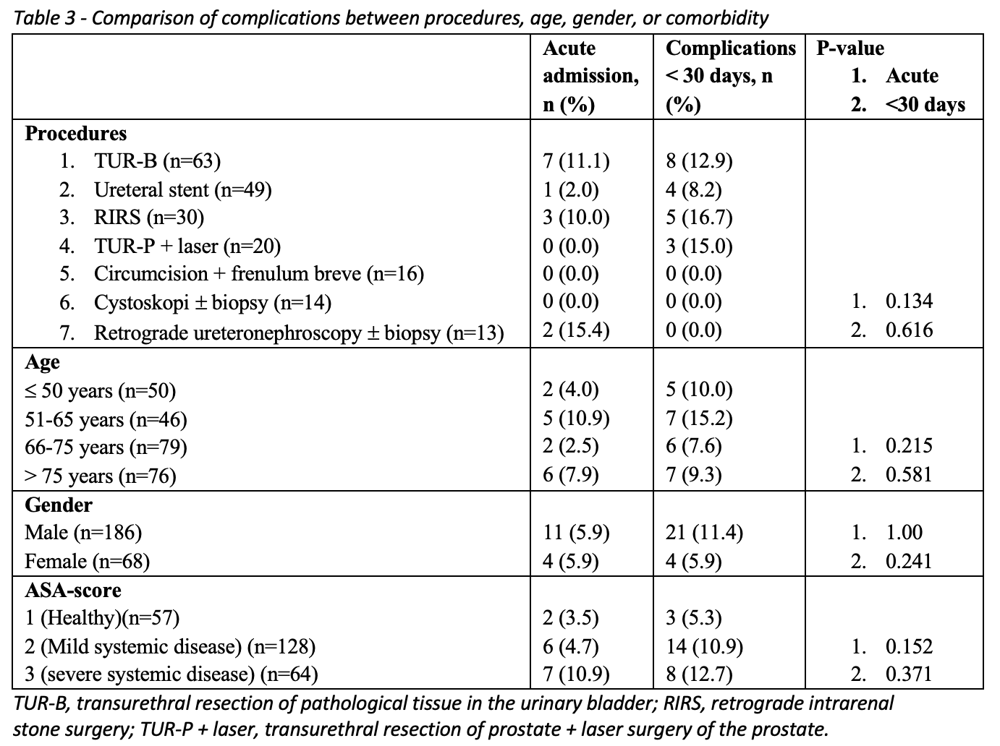 Table 3 - Comparison of complications between procedures, age, gender, or comorbidity
Acute admission, n (%) Complications < 30 days, n (%) P-value 1. Acute 2. <30 days
Procedures
1. TUR-B (n=63) 7 (11.1) 8 (12.9)
2. Ureteral stent (n=49) 1 (2.0) 4 (8.2)
3. RIRS (n=30) 3 (10.0) 5 (16.7)
4. TUR-P + laser (n=20) 0 (0.0) 3 (15.0)
5. Circumcision + frenulum breve (n=16) 0 (0.0) 0 (0.0)
6. Cystoskopi ± biopsy (n=14) 0 (0.0) 0 (0.0) 1. 0.134
7. Retrograde ureteronephroscopy ± biopsy (n=13) 2 (15.4) 0 (0.0) 2. 0.616
Age
≤ 50 years (n=50) 2 (4.0) 5 (10.0)
51-65 years (n=46) 5 (10.9) 7 (15.2)
66-75 years (n=79) 2 (2.5) 6 (7.6) 1. 0.215
> 75 years (n=76) 6 (7.9) 7 (9.3) 2. 0.581
Gender
Male (n=186) 11 (5.9) 21 (11.4) 1. 1.00
Female (n=68) 4 (5.9) 4 (5.9) 2. 0.241
ASA-score
1 (Healthy)(n=57) 2 (3.5) 3 (5.3)
2 (Mild systemic disease) (n=128) 6 (4.7) 14 (10.9) 1. 0.152
3 (severe systemic disease) (n=64) 7 (10.9) 8 (12.7) 2. 0.371
TUR-B, transurethral resection of pathological tissue in the urinary bladder; RIRS, retrograde intrarenal
stone surgery; TUR-P + laser, transurethral resection of prostate + laser surgery of the prostate.